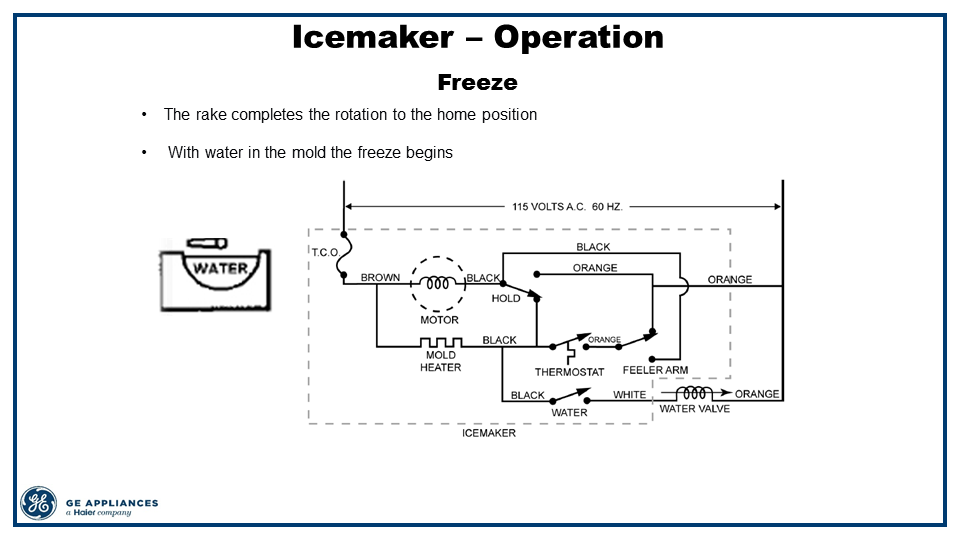 Icemaker – Operation
Freeze
• The rake completes the rotation to the home position
• With water in the mold the freeze begins
115 VOLTS A.C. 60 HZ.
BLACK
T.C.O.
ORANGE
BROWN
BLACK
ORANGE
WATER
HOLD
MOTOR
BLACK
ORANGE
MOLD
HEATER
THERMOSTAT
FEELER ARM
BLACK
WHITE
ORANGE
WATER
WATER VALVE
ICEMAKER
GE
GE APPLIANCES
a Haier company